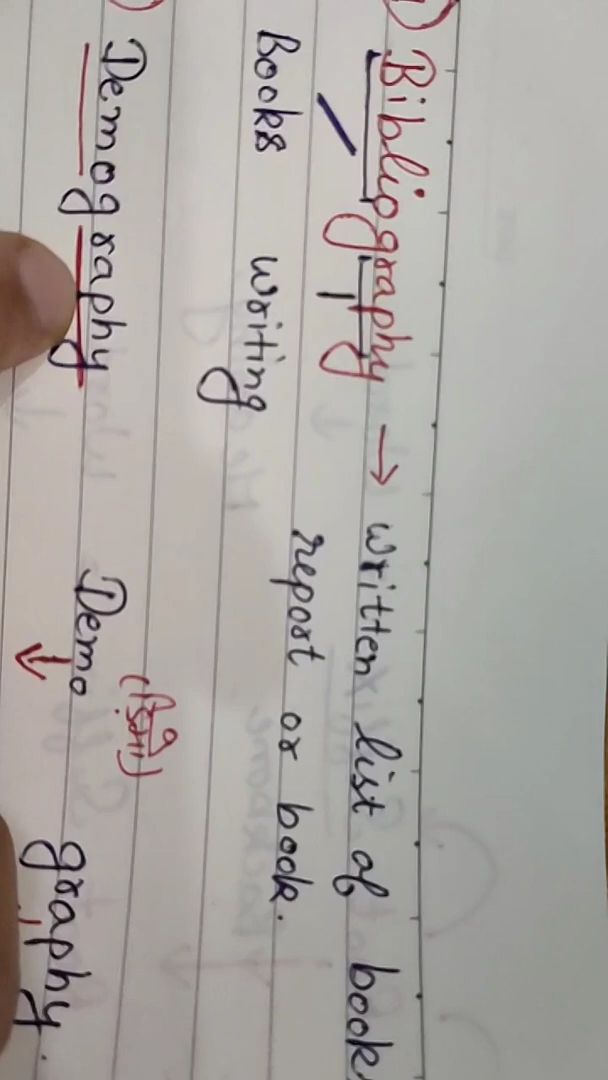 Bibliography → written list of book
report or book.
Books writing
Demography Demo graphy.